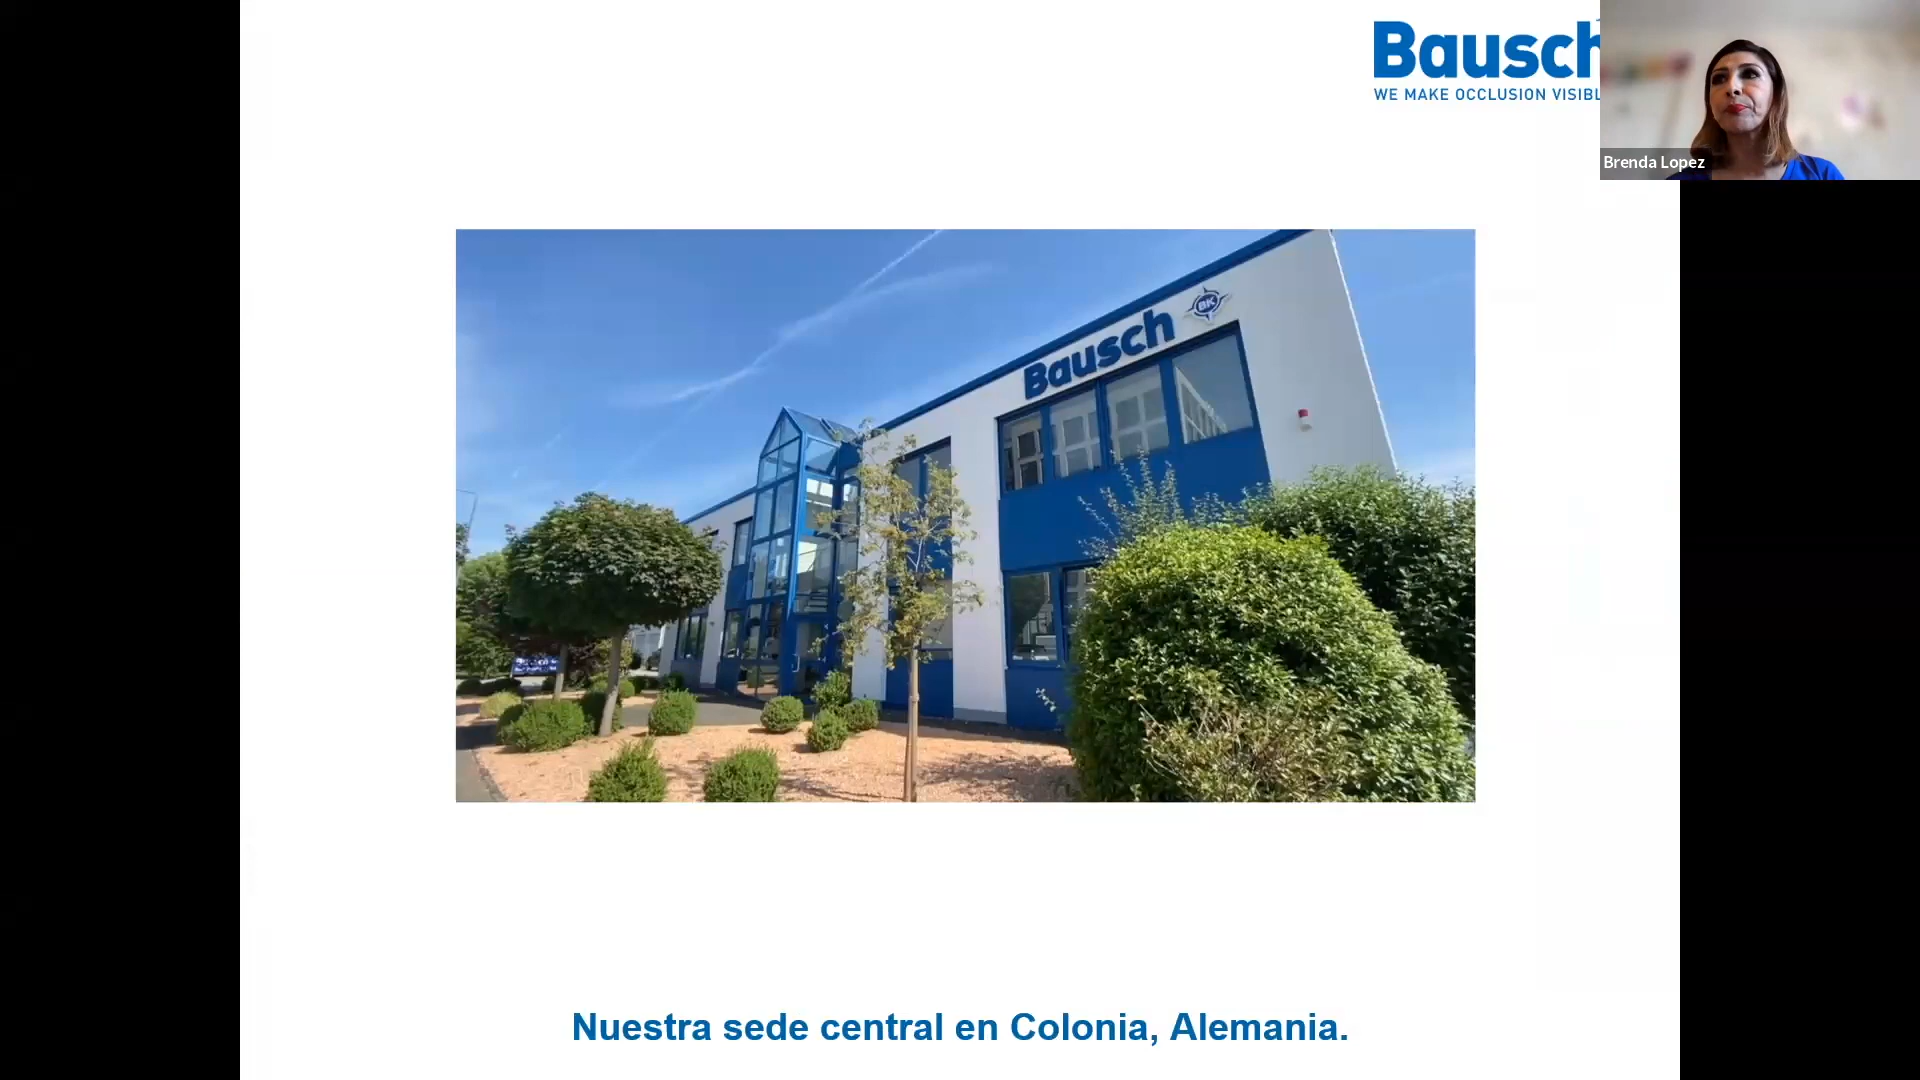 Bausch
WE MAKE OCCLUSION VISIBL
Brenda Lopez
Bausch
BK
Nuestra sede central en Colonia, Alemania.